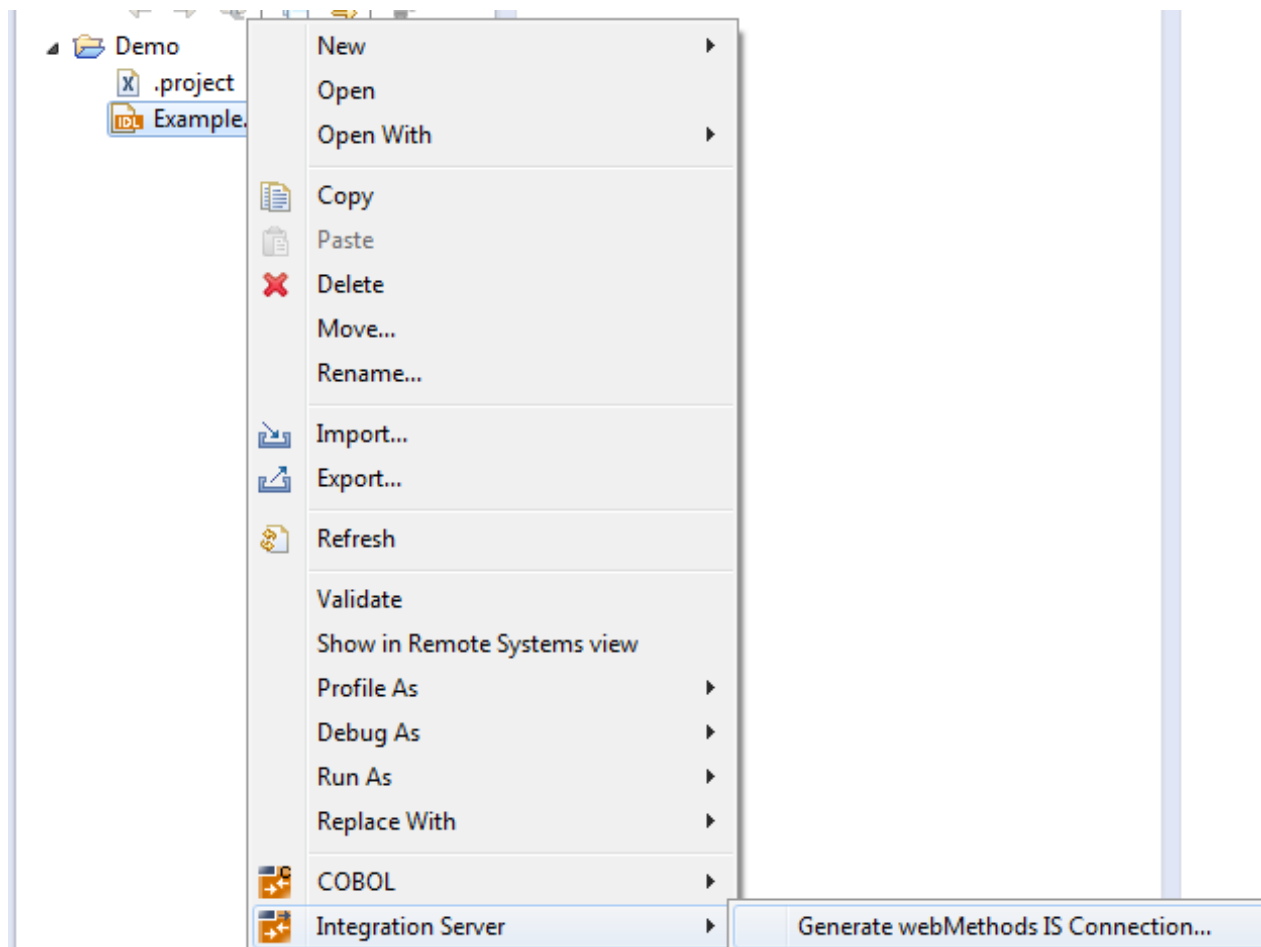 Demo
.project
IDL Example.
New
Open
Open With
Copy
Paste
Delete
Move...
Rename...
Import...
Export...
Refresh
Validate
Show in Remote Systems view
Profile As
Debug As
Run As
Replace With
COBOL
Integration Server
Generate webMethods IS Connection...